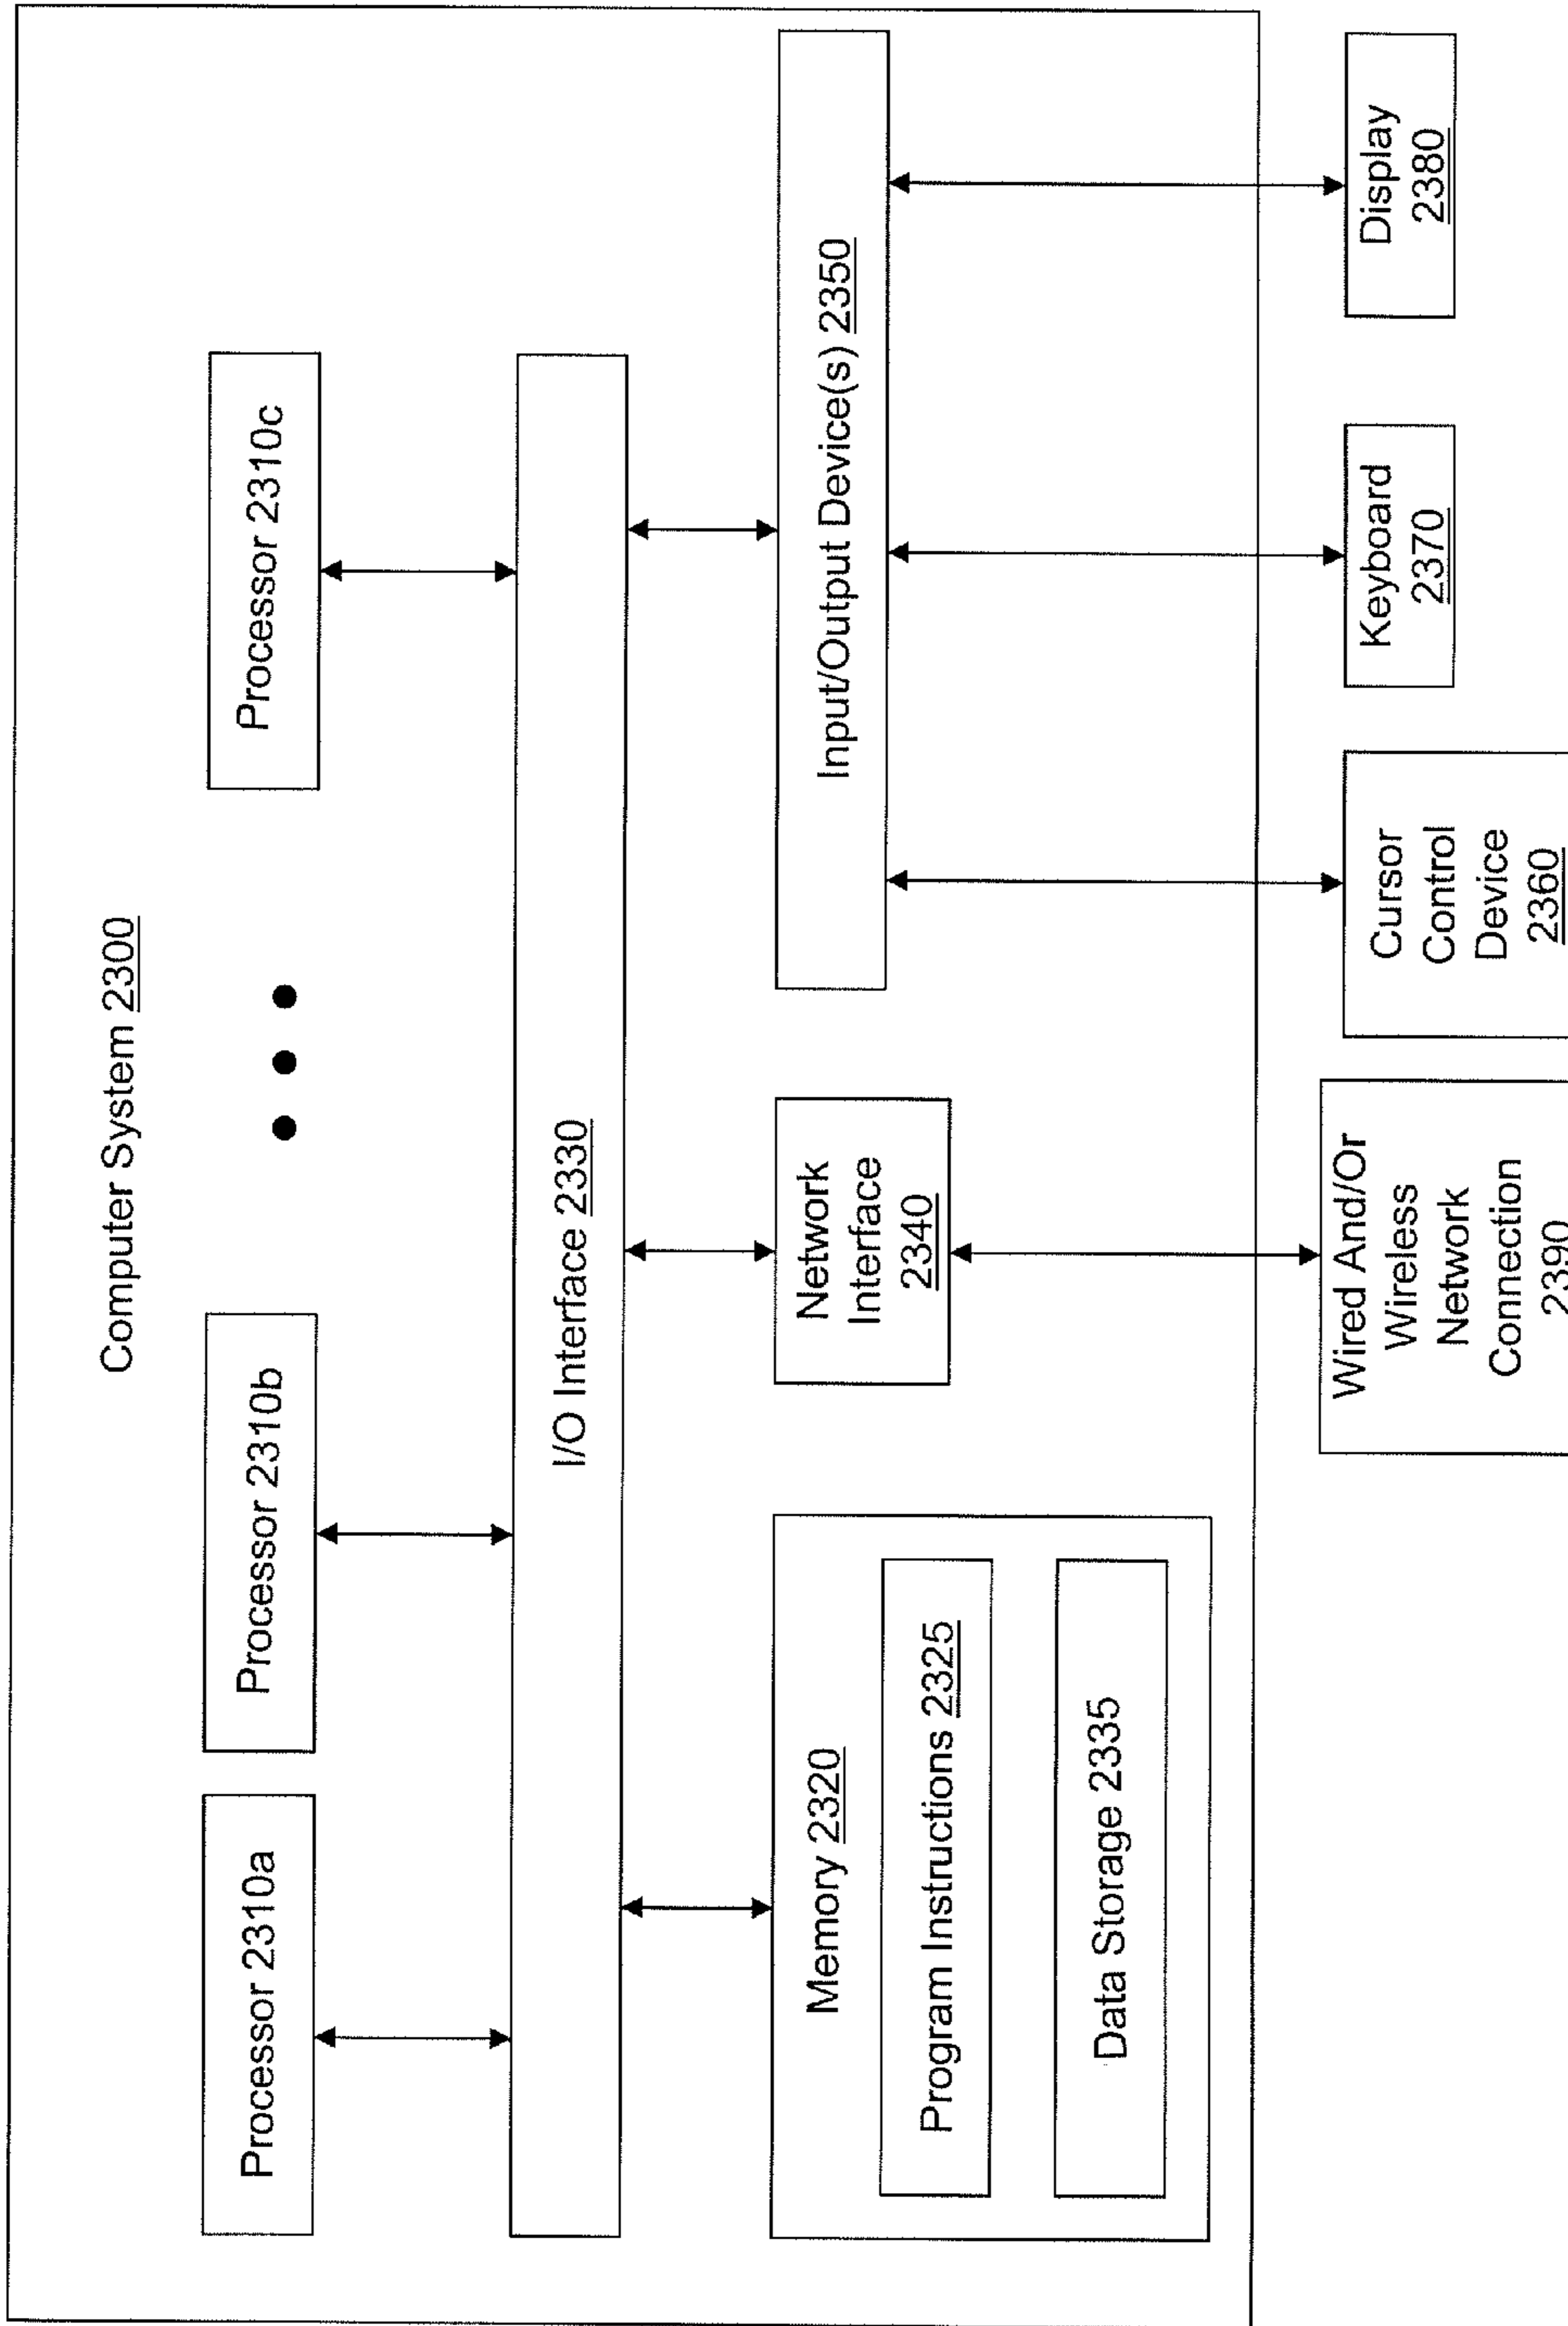 Computer System 2300
Processor 2310a
Processor 2310b
Processor 2310c
I/O Interface 2330
Memory 2320
Program Instructions 2325
Data Storage 2335
Network
Interface
2340
Input/Output Device(s) 2350
Wired And/Or
Wireless
Network
Connection
2390
Cursor
Control
Device
2360
Keyboard
2370
Display
2380